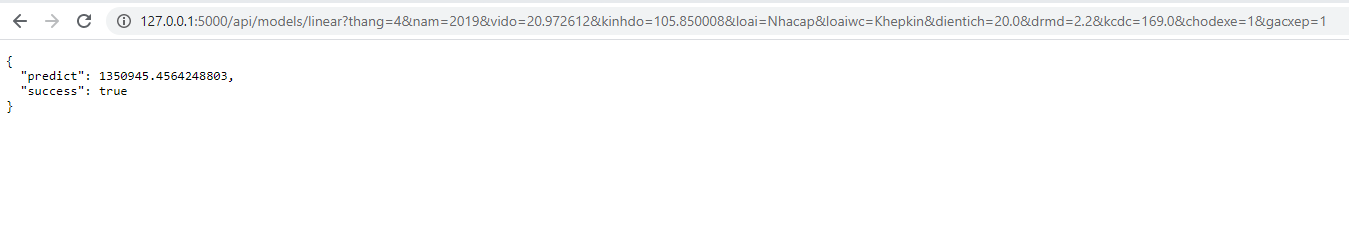 127.0.0.1:5000/api/models/linear?thang=4&nam=2019&vido=20.972612&kinhdo=105.850008&loai=Nhacap&loaiwc=Khepkin&dientich=20.0&drmd=2.2&kcdc=169.0&chodexe=1&gacxep=1
{
  "predict": 1350945.4564248803,
  "success": true
}